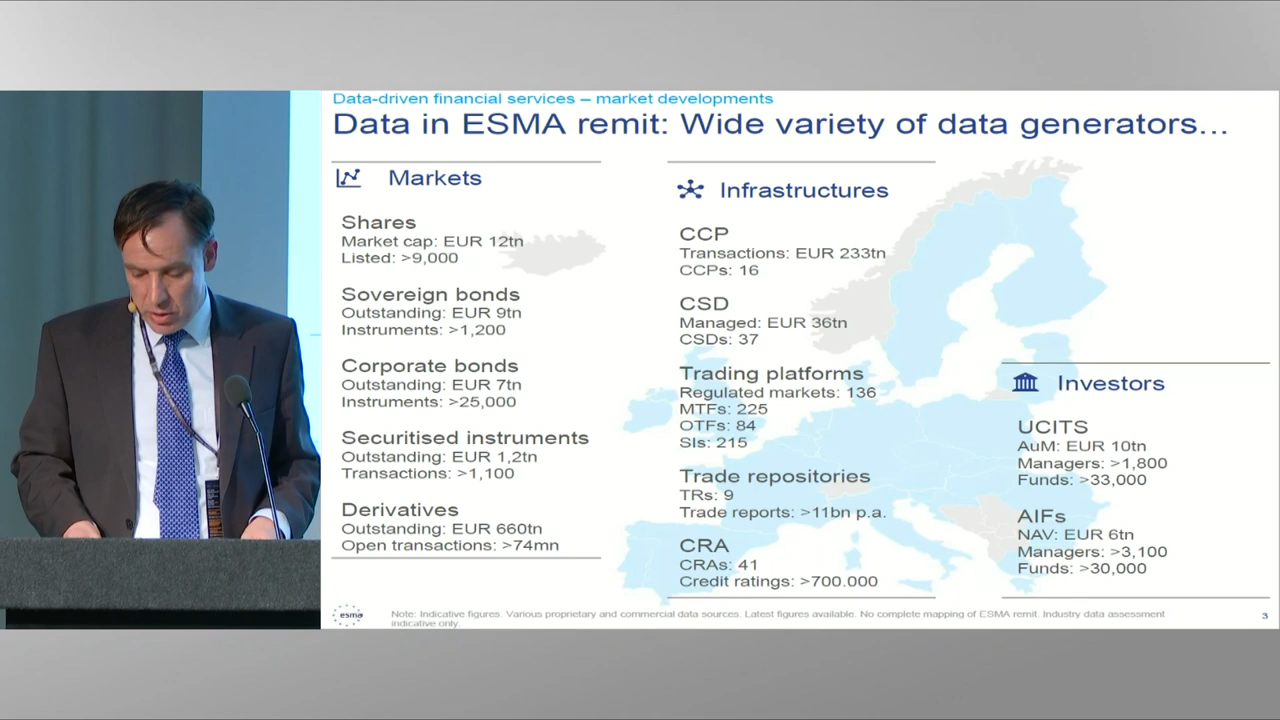 Data-driven financial services – market developments
Data in ESMA remit: Wide variety of data generators...
Markets
Shares
Market cap: EUR 12tn
Listed: >9,000
Sovereign bonds
Outstanding: EUR 9tn
Instruments: >1,200
Corporate bonds
Outstanding: EUR 7tn
Instruments: >25,000
Securitised instruments
Outstanding: EUR 1,2tn
Transactions: >1,100
Derivatives
Outstanding: EUR 660tn
Open transactions: >74mn
Infrastructures
CCP
Transactions: EUR 233tn
CCPs: 16
CSD
Managed: EUR 36tn
CSDs: 37
Trading platforms
Regulated markets: 136
MTFs: 225
OTFs: 84
SIs: 215
Trade repositories
TRs: 9
Trade reports: >11bn p.a.
CRA
CRAs: 41
Credit ratings: >700.000
Investors
UCITS
AuM: EUR 10tn
Managers: >1,800
Funds: >33,000
AIFs
NAV: EUR 6tn
Managers: >3,100
Funds: >30,000
esma
Note: Indicative figures. Various proprietary and commercial data sources. Latest figures available. No complete mapping of ESMA remit. Industry data assessment
indicative only.
3